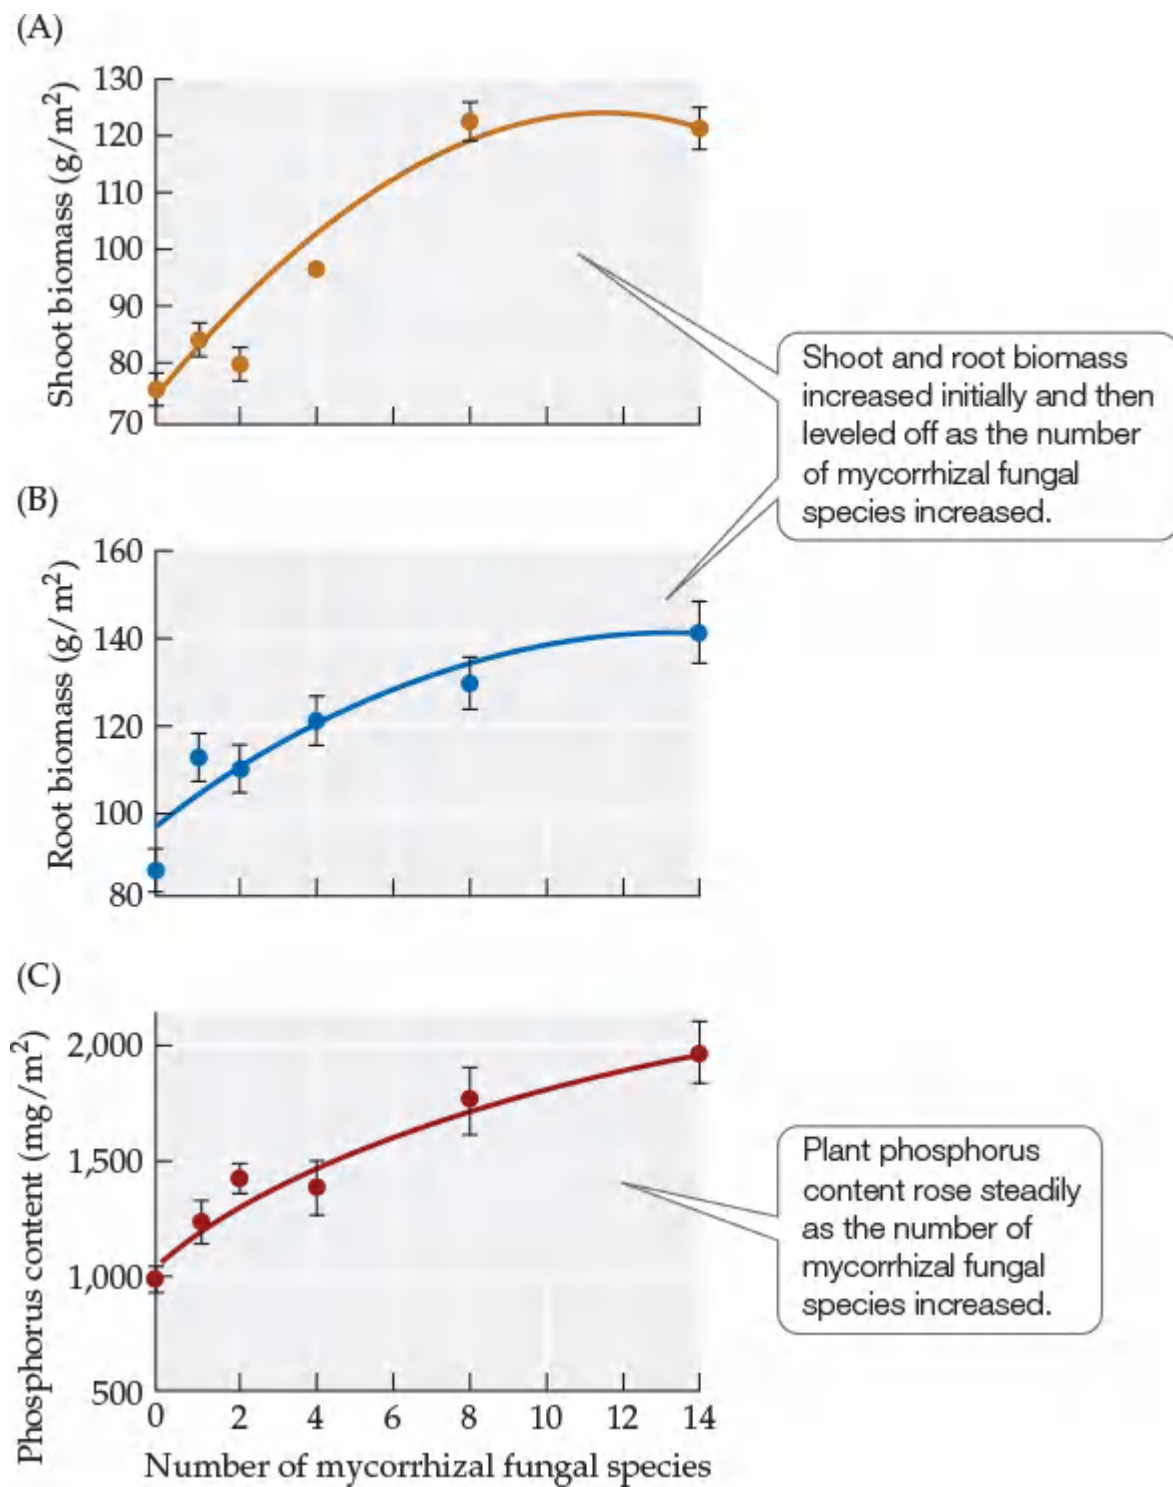 (A)
Shoot biomass (g/m²)
130
120
110
100
90
80
70
Shoot and root biomass
increased initially and then
leveled off as the number
of mycorrhizal fungal
species increased.
(B)
Root biomass (g/m²)
160
140
120
100
80
(C)
Phosphorus content (mg/m²)
2,000
1,500
1,000
500
Plant phosphorus
content rose steadily
as the number of
mycorrhizal fungal
species increased.
0 2 4 6 8 10 12 14
Number of mycorrhizal fungal species